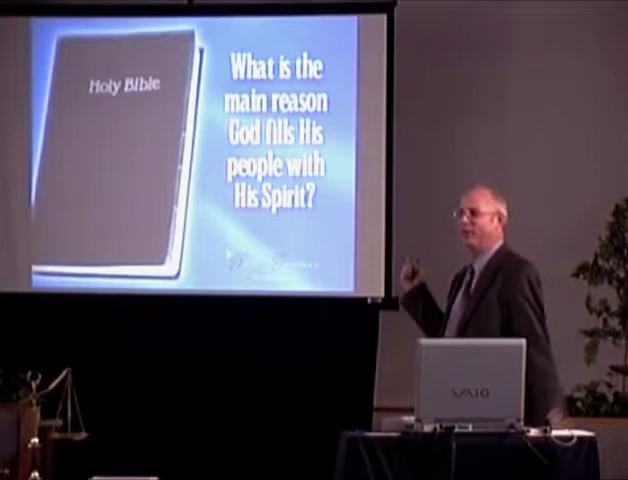 Holy Bible
What is the
main reason
God fills His
people with
His Spirit?
VAIO